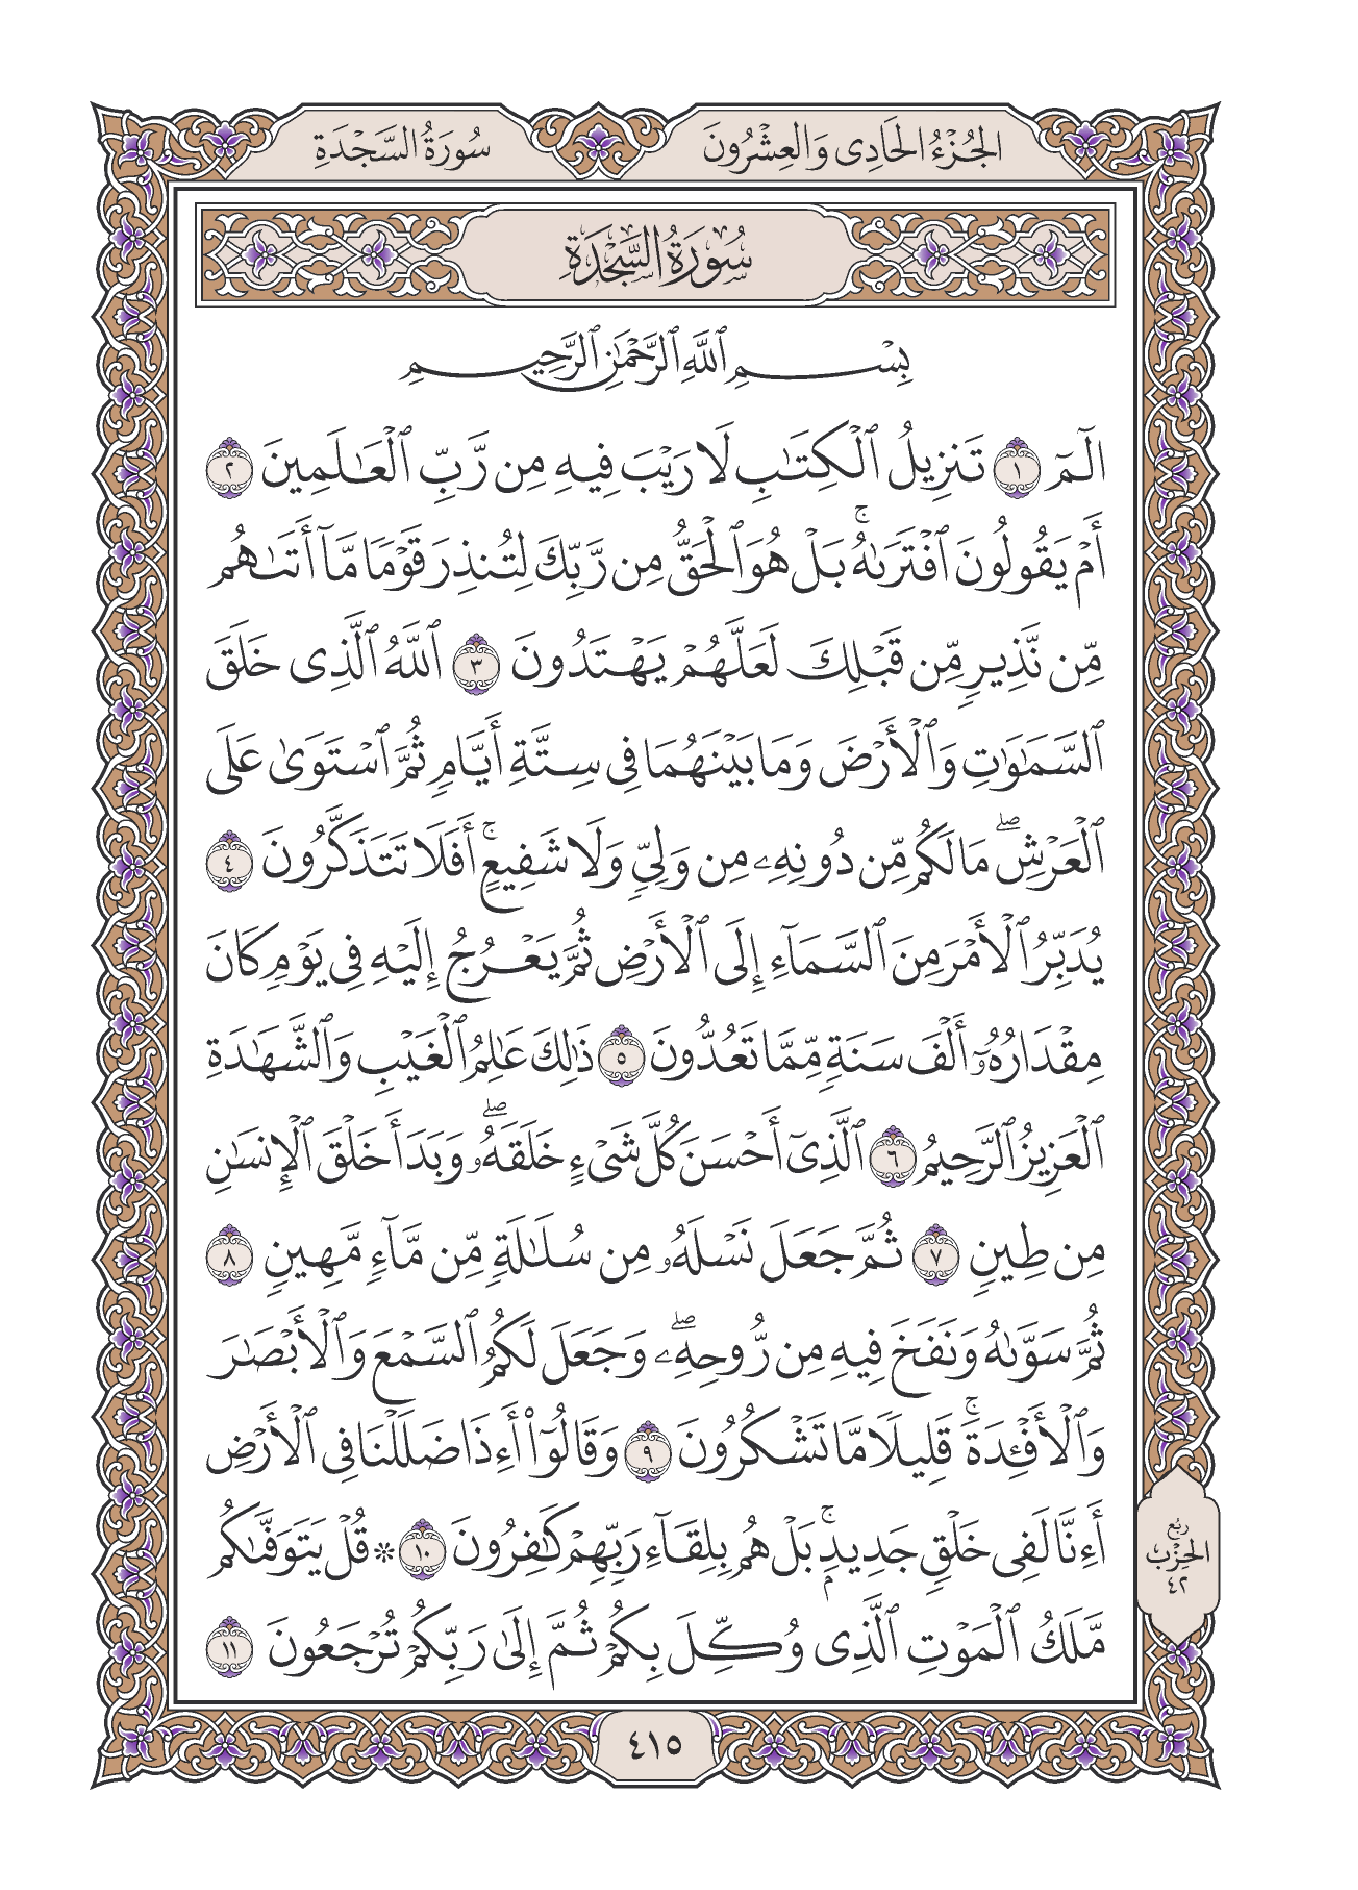 الجُزْءُ الحَادِى وَالعِشْرُونَ
سُورَةُ السَّجْدَةِ
سُورَةُ السَّجْدَةِ
بِسْمِ ٱللَّهِ ٱلرَّحْمَٰنِ ٱلرَّحِيمِ
الٓمٓ ١ تَنزِيلُ ٱلْكِتَٰبِ لَا رَيْبَ فِيهِ مِن رَّبِّ ٱلْعَٰلَمِينَ ٢
أَمْ يَقُولُونَ ٱفْتَرَىٰهُۚ بَلْ هُوَ ٱلْحَقُّ مِن رَّبِّكَ لِتُنذِرَ قَوْمًا مَّآ أَتَىٰهُم
مِّن نَّذِيرٍ مِّن قَبْلِكَ لَعَلَّهُمْ يَهْتَدُونَ ٣ ٱللَّهُ ٱلَّذِى خَلَقَ
ٱلسَّمَٰوَٰتِ وَٱلْأَرْضَ وَمَا بَيْنَهُمَا فِى سِتَّةِ أَيَّامٍ ثُمَّ ٱسْتَوَىٰ عَلَى
ٱلْعَرْشِۖ مَا لَكُم مِّن دُونِهِۦ مِن وَلِىٍّ وَلَا شَفِيعٍۚ أَفَلَا تَتَذَكَّرُونَ ٤
يُدَبِّرُ ٱلْأَمْرَ مِنَ ٱلسَّمَآءِ إِلَى ٱلْأَرْضِ ثُمَّ يَعْرُجُ إِلَيْهِ فِى يَوْمٍ كَانَ
مِقْدَارُهُۥٓ أَلْفَ سَنَةٍ مِّمَّا تَعُدُّونَ ٥ ذَٰلِكَ عَٰلِمُ ٱلْغَيْبِ وَٱلشَّهَٰدَةِ
ٱلْعَزِيزُ ٱلرَّحِيمُ ٦ ٱلَّذِىٓ أَحْسَنَ كُلَّ شَىْءٍ خَلَقَهُۥۖ وَبَدَأَ خَلْقَ ٱلْإِنسَٰنِ
مِن طِينٍ ٧ ثُمَّ جَعَلَ نَسْلَهُۥ مِن سُلَٰلَةٍ مِّن مَّآءٍ مَّهِينٍ ٨
ثُمَّ سَوَّىٰهُ وَنَفَخَ فِيهِ مِن رُّوحِهِۦۖ وَجَعَلَ لَكُمُ ٱلسَّمْعَ وَٱلْأَبْصَٰرَ
وَٱلْأَفْـِٔدَةَۚ قَلِيلًا مَّا تَشْكُرُونَ ٩ وَقَالُوٓا۟ أَءِذَا ضَلَلْنَا فِى ٱلْأَرْضِ
أَءِنَّا لَفِى خَلْقٍ جَدِيدٍۭۚ بَلْ هُم بِلِقَآءِ رَبِّهِمْ كَٰفِرُونَ ١٠ * قُلْ يَتَوَفَّىٰكُم
مَّلَكُ ٱلْمَوْتِ ٱلَّذِى وُكِّلَ بِكُمْ ثُمَّ إِلَىٰ رَبِّكُمْ تُرْجَعُونَ ١١
رُبْع
الحِزْب
٤٢
٤١٥